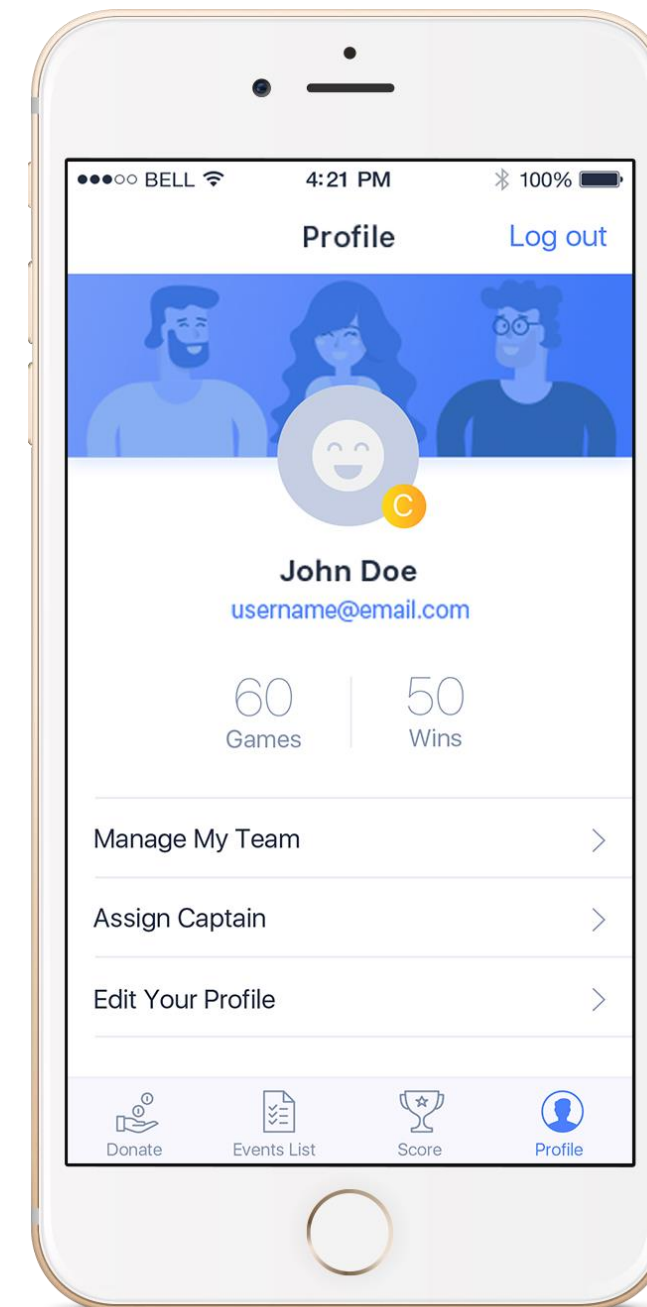 BELL 4:21 PM 100%
Profile Log out
C
John Doe
username@email.com
60 50
Games Wins
Manage My Team
Assign Captain
Edit Your Profile
Donate Events List Score Profile